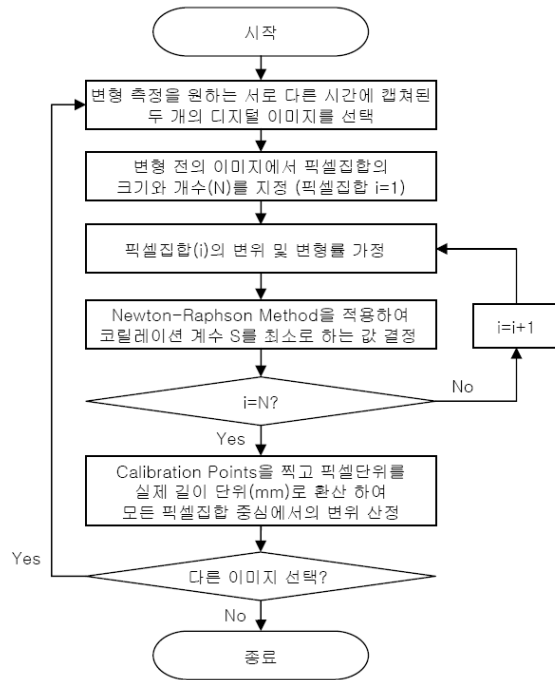 시작
변형 측정을 원하는 서로 다른 시간에 캡쳐된
두 개의 디지털 이미지를 선택
변형 전의 이미지에서 픽셀집합의
크기와 개수(N)를 지정 (픽셀집합 i=1)
픽셀집합(i)의 변위 및 변형률 가정
Newton-Raphson Method을 적용하여
코릴레이션 계수 S를 최소로 하는 값 결정
i=i+1
No
i=N?
Yes
Calibration Points을 찍고 픽셀단위를
실제 길이 단위(mm)로 환산 하여
모든 픽셀집합 중심에서의 변위 산정
Yes
다른 이미지 선택?
No
종료